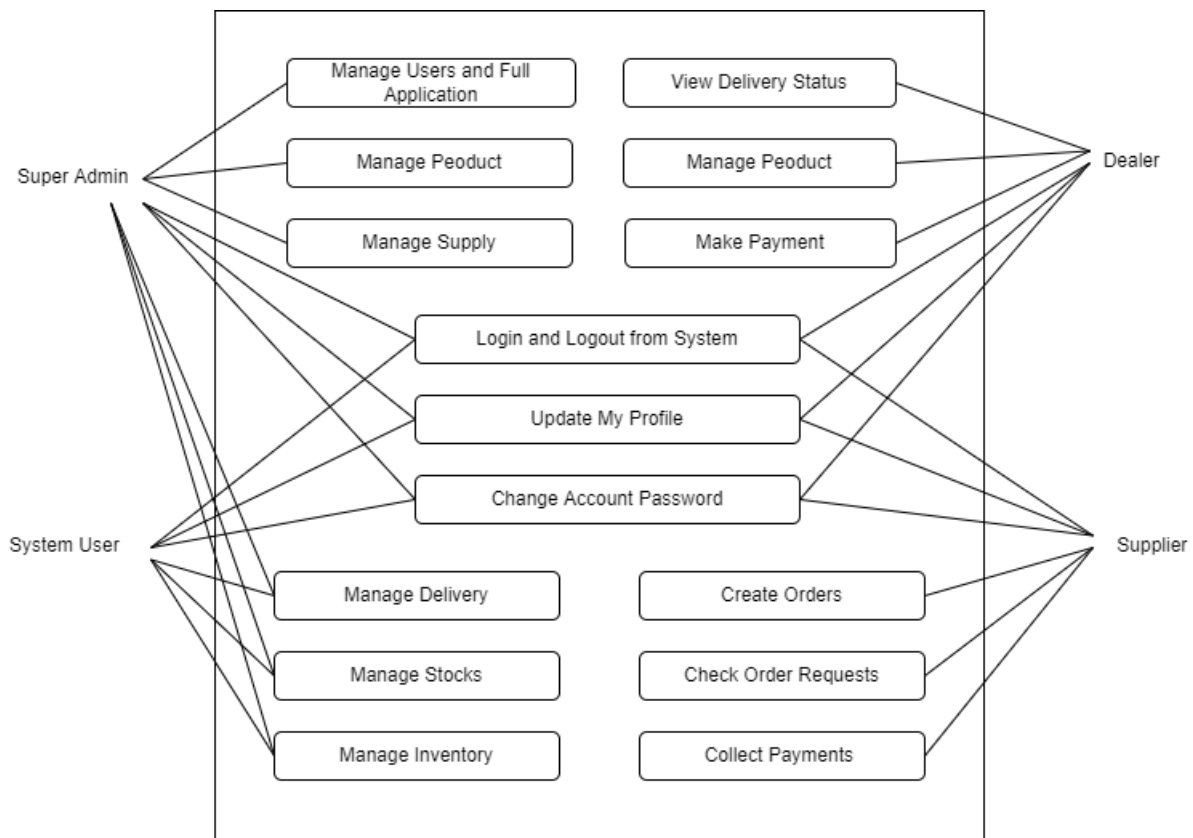 Manage Users and Full
Application
View Delivery Status
Manage Peoduct
Manage Peoduct
Super Admin
Dealer
Manage Supply
Make Payment
Login and Logout from System
Update My Profile
Change Account Password
System User
Supplier
Manage Delivery
Create Orders
Manage Stocks
Check Order Requests
Manage Inventory
Collect Payments